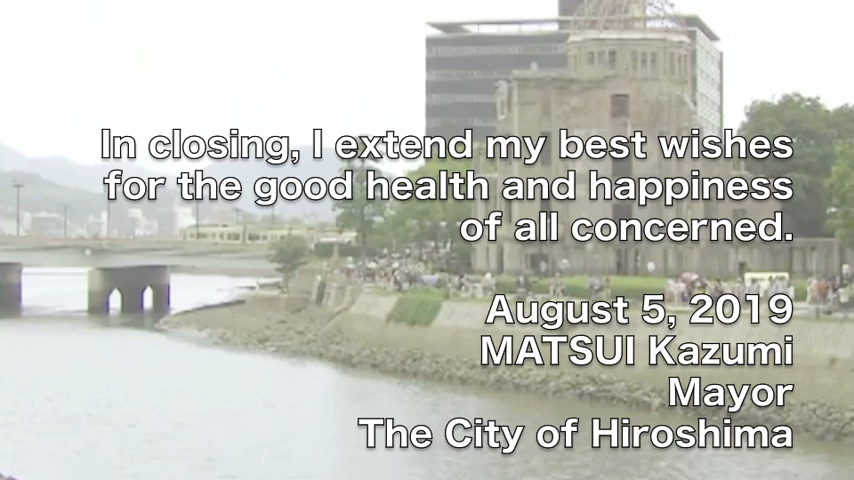 In closing, I extend my best wishes
for the good health and happiness
of all concerned.
August 5, 2019
MATSUI Kazumi
Mayor
The City of Hiroshima